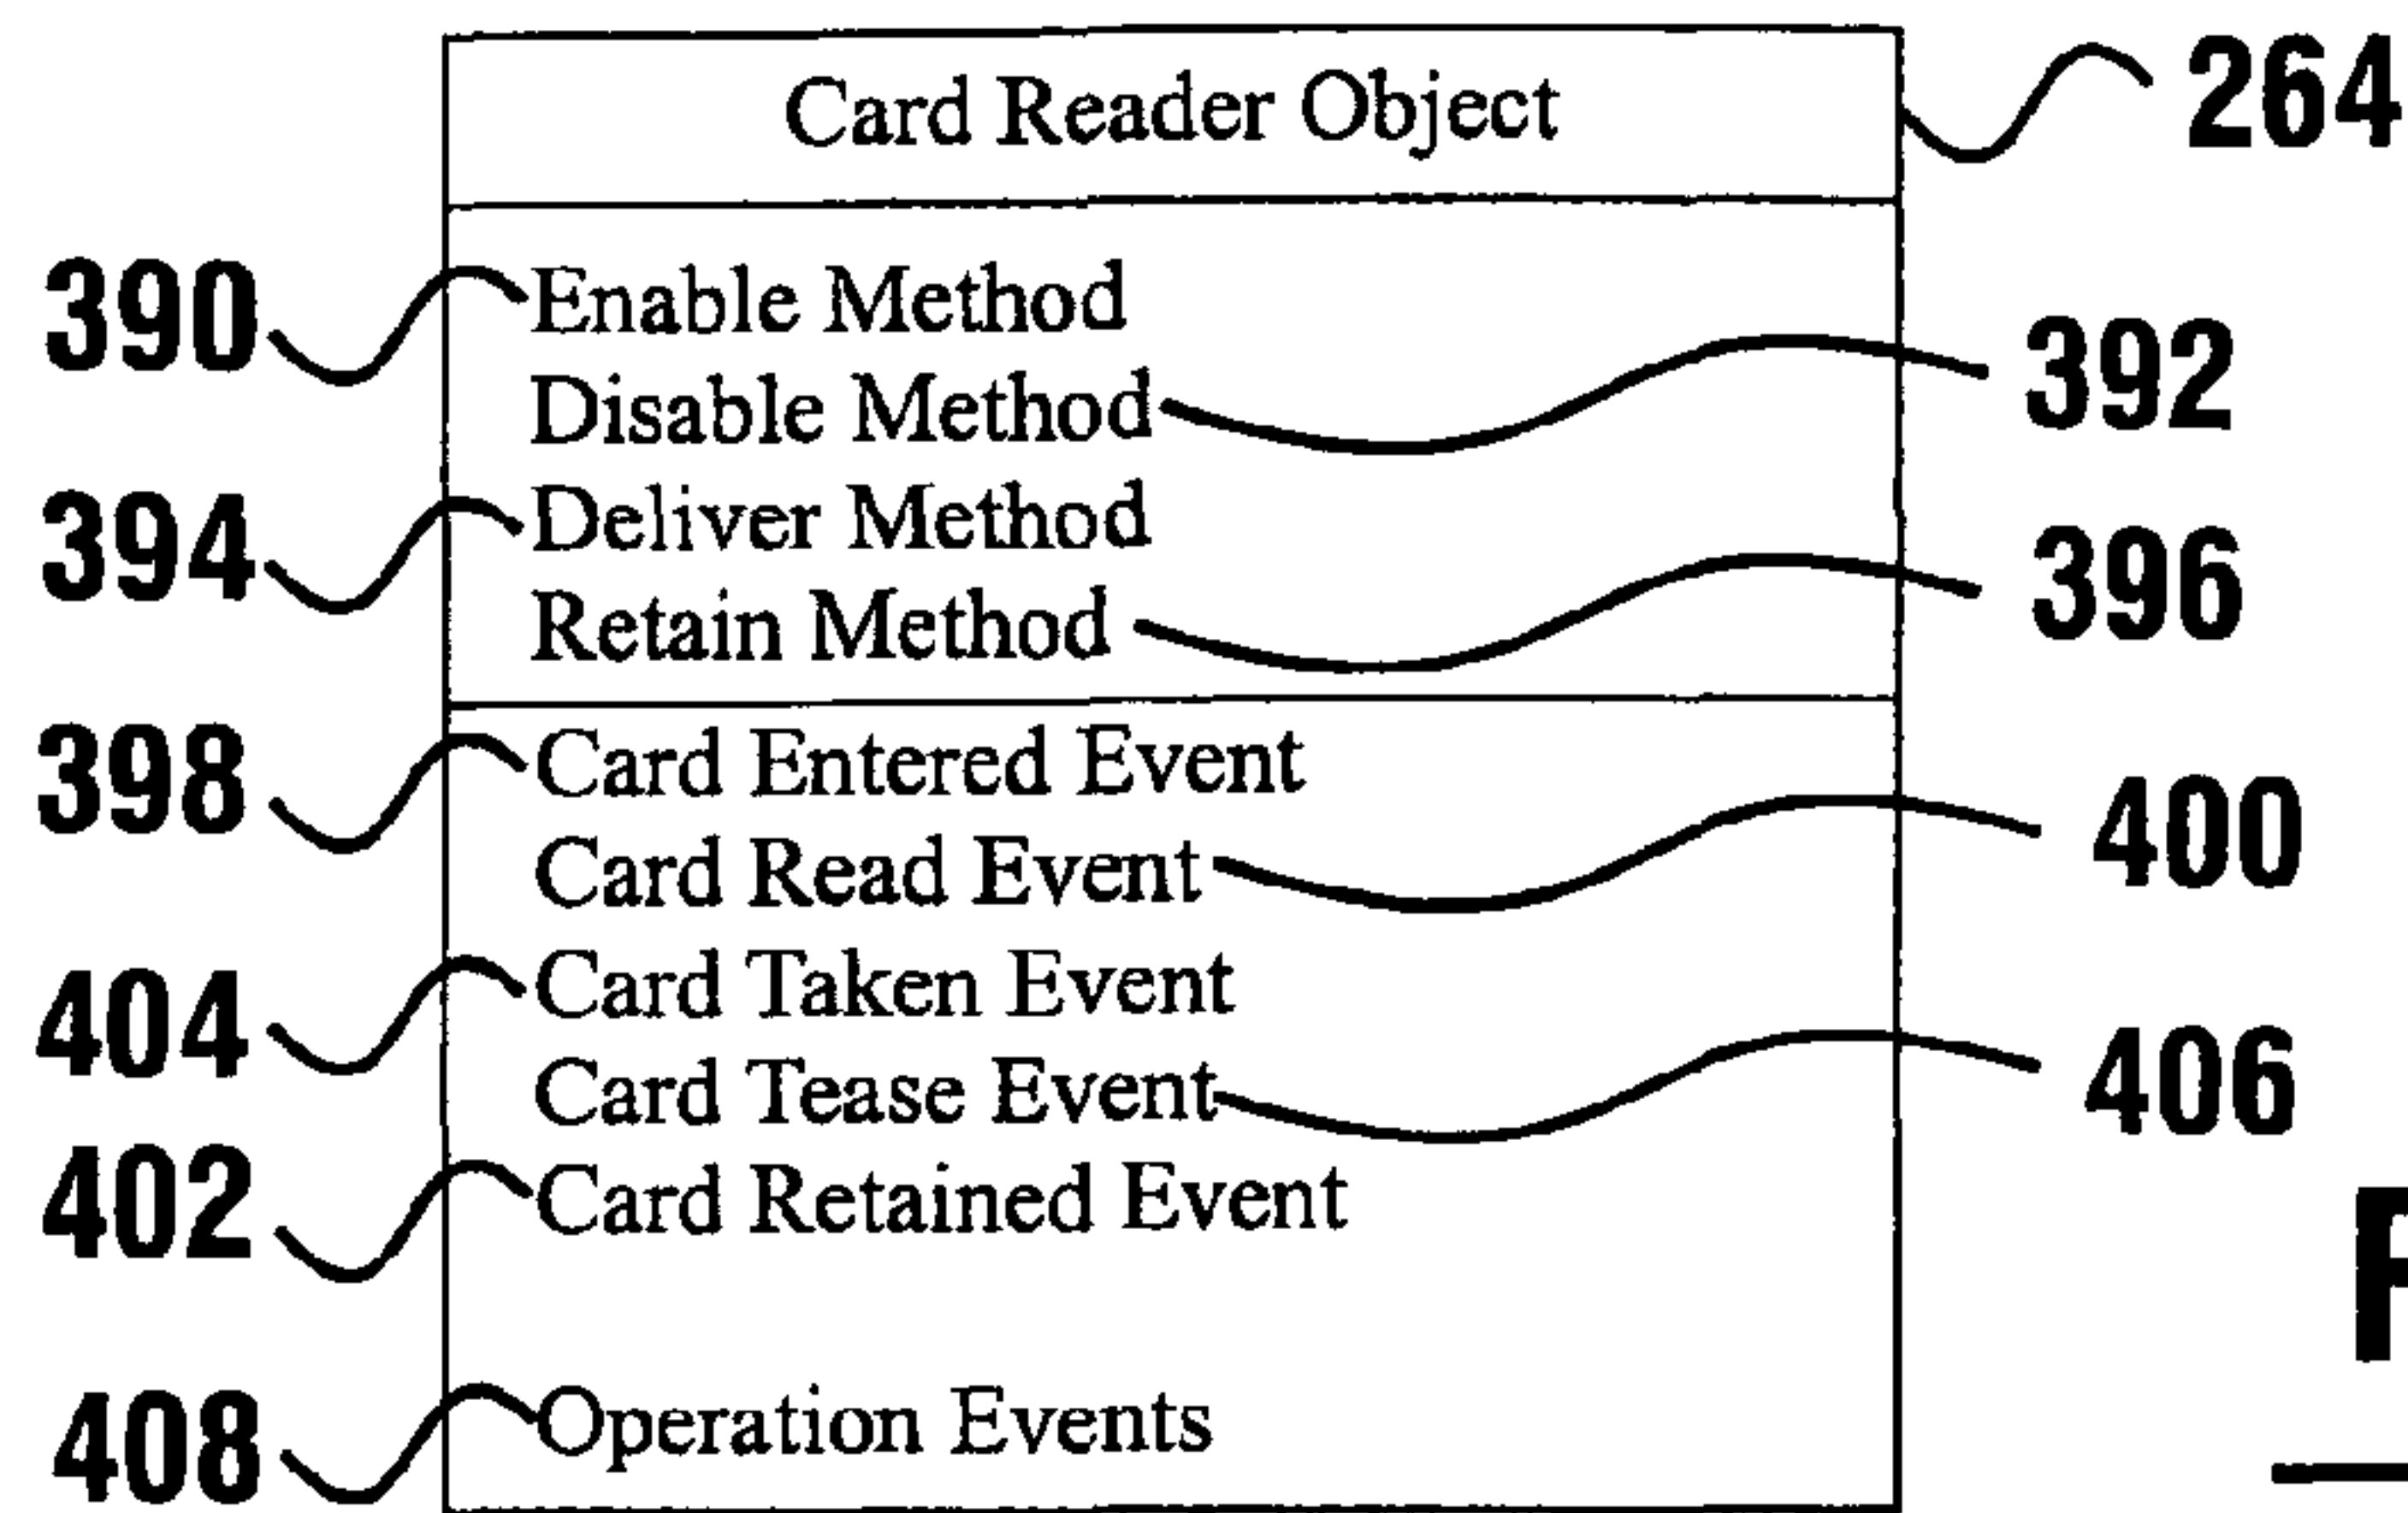 Card Reader Object 264
390 Enable Method
Disable Method 392
394 Deliver Method
Retain Method 396
398 Card Entered Event
Card Read Event 400
404 Card Taken Event
Card Tease Event 406
402 Card Retained Event
408 Operation Events